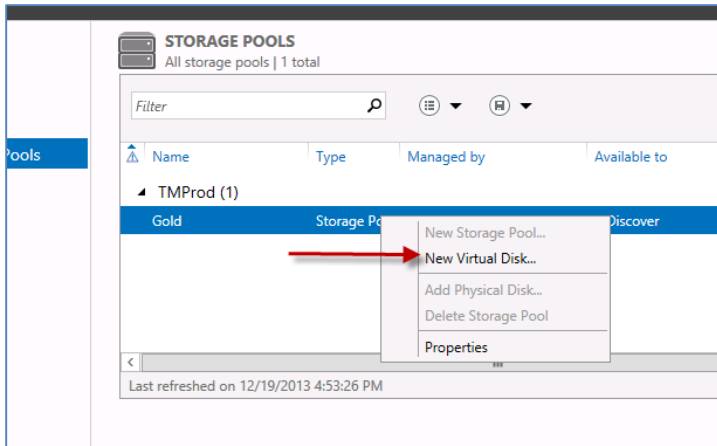 STORAGE POOLS
All storage pools | 1 total
Filter
Pools
Name Type Managed by Available to
TMProd (1)
Gold Storage Po Discover
New Storage Pool...
New Virtual Disk...
Add Physical Disk...
Delete Storage Pool
Properties
Last refreshed on 12/19/2013 4:53:26 PM